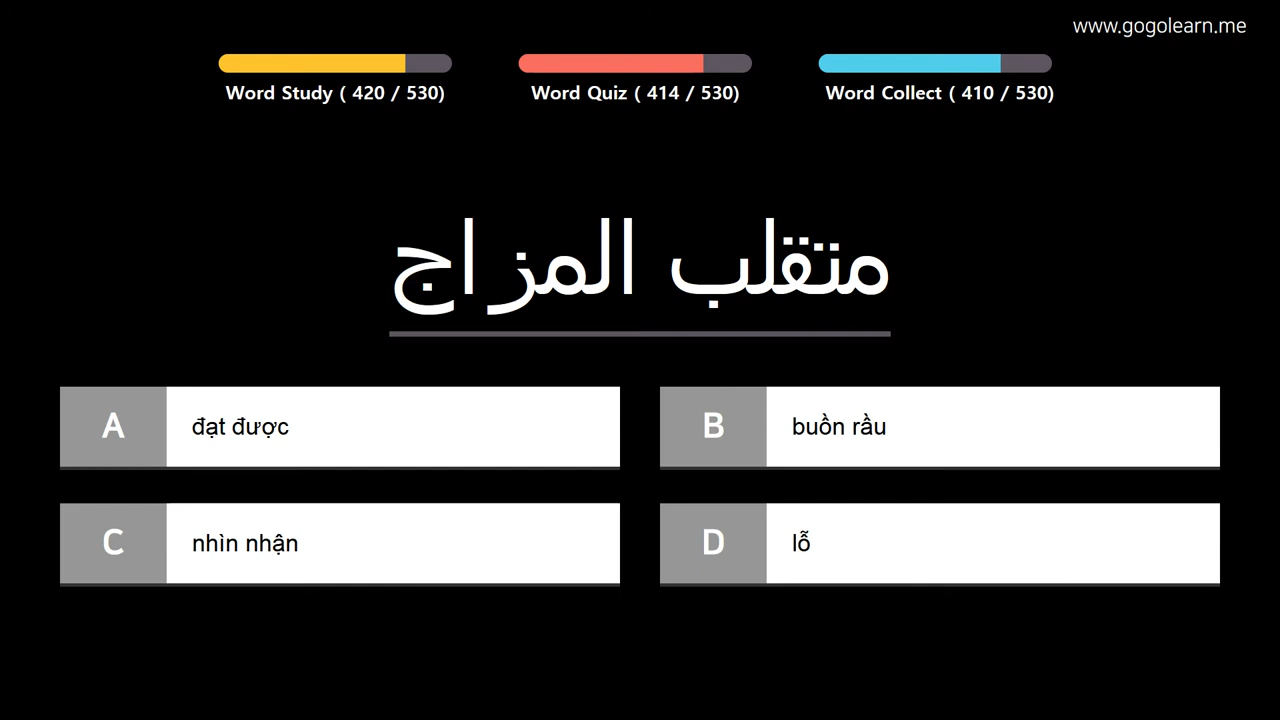 www.gogolearn.me
Word Study ( 420 / 530)
Word Quiz ( 414 / 530)
Word Collect ( 410 / 530)
متقلب المزاج
A
đạt được
B
buồn rầu
C
nhìn nhận
D
lỗ